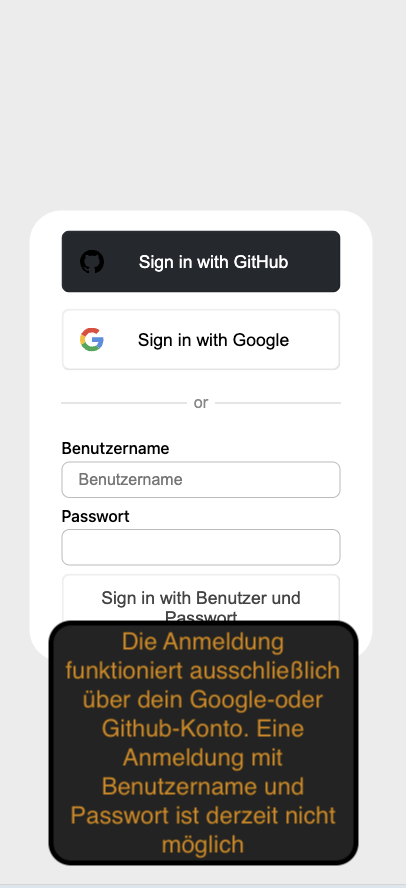 Sign in with GitHub
Sign in with Google
or
Benutzername
Benutzername
Passwort
Sign in with Benutzer und
Passwort
Die Anmeldung
funktioniert ausschließlich
über dein Google-oder
Github-Konto. Eine
Anmeldung mit
Benutzername und
Passwort ist derzeit nicht
möglich